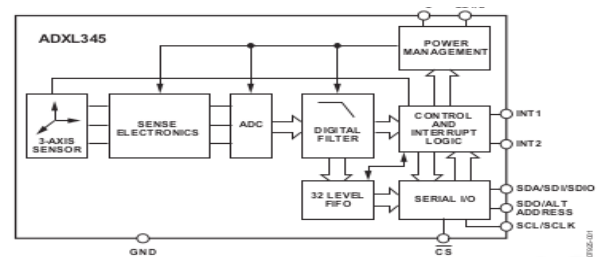 ADXL345
POWER
MANAGEMENT
3-AXIS
SENSOR
SENSE
ELECTRONICS
ADC
DIGITAL
FILTER
CONTROL
AND
INTERRUPT
LOGIC
INT1
INT2
32 LEVEL
FIFO
SERIAL I/O
SDA/SDI/SDIO
SDO/ALT
ADDRESS
SCL/SCLK
GND
CS